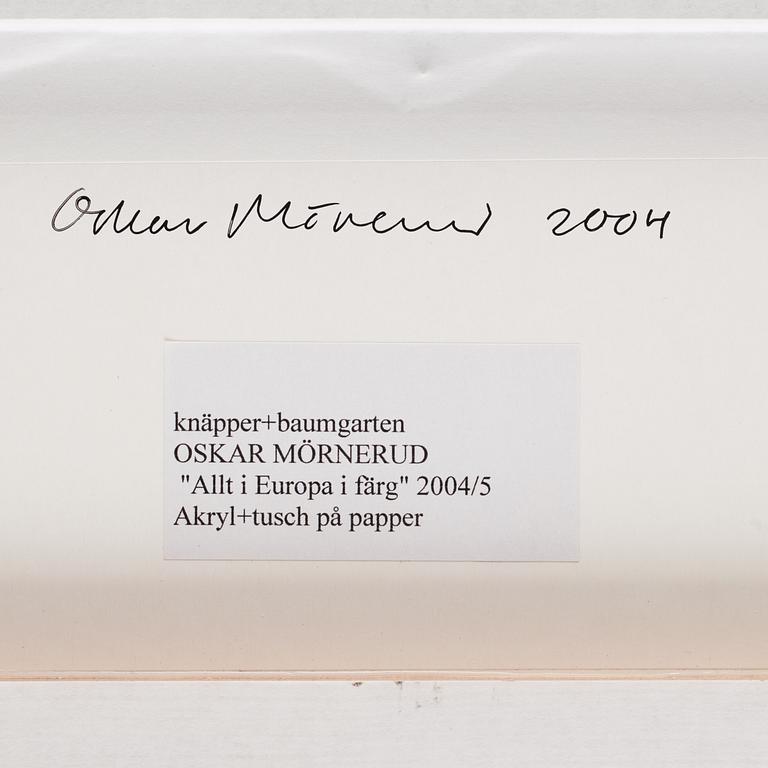 Oskar Mörnerud 2004
knäpper+baumgarten
OSKAR MÖRNERUD
"Allt i Europa i färg" 2004/5
Akryl+tusch på papper